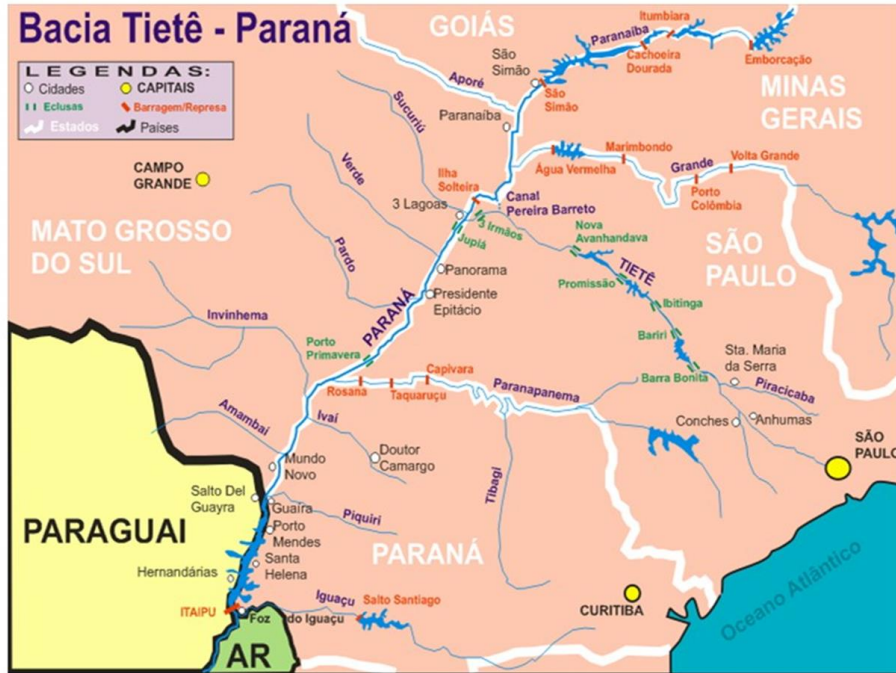 Bacia Tietê - Paraná
LEGENDAS:
Cidades
CAPITAIS
Eclusas
Barragem/Represa
Estados
Países
GOIÁS
Itumbiara
Paranaíba
Cachoeira
Dourada
Emborcação
São
Simão
São
Simão
Aporé
Sucuriú
Paranaíba
MINAS
GERAIS
Verde
Marimbondo
Água Vermelha
Grande
Volta Grande
Porto
Colômbia
CAMPO
GRANDE
Ilha
Solteira
Canal
Pereira Barreto
3 Lagoas
3 Irmãos
Jupiá
Nova
Avanhandava
MATO GROSSO
DO SUL
SÃO
PAULO
Pardo
Panorama
TIETÊ
Promissão
Presidente
Epitácio
PARANÁ
Ibitinga
Invinhema
Bariri
Porto
Primavera
Sta. Maria
da Serra
Barra Bonita
Piracicaba
Capivara
Rosana
Taquaruçu
Paranapanema
Amambai
Ivaí
Conches
Anhumas
SÃO
PAULO
Doutor
Camargo
Mundo
Novo
Tibagi
Salto Del
Guayra
Guaíra
Piquiri
Porto
Mendes
PARAGUAI
PARANÁ
Santa
Helena
Hernandárias
Oceano Atlântico
ITAIPU
Iguaçu
Salto Santiago
Foz do Iguaçu
CURITIBA
AR